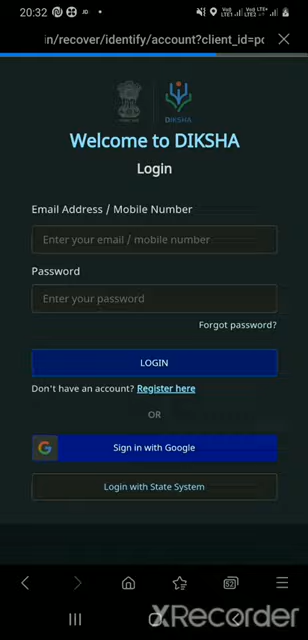 20:32
in/recover/identify/account?client_id=po
DIKSHA
Welcome to DIKSHA
Login
Email Address / Mobile Number
Enter your email / mobile number
Password
Enter your password
Forgot password?
LOGIN
Don't have an account? Register here
OR
G
Sign in with Google
Login with State System
52
XRecorder